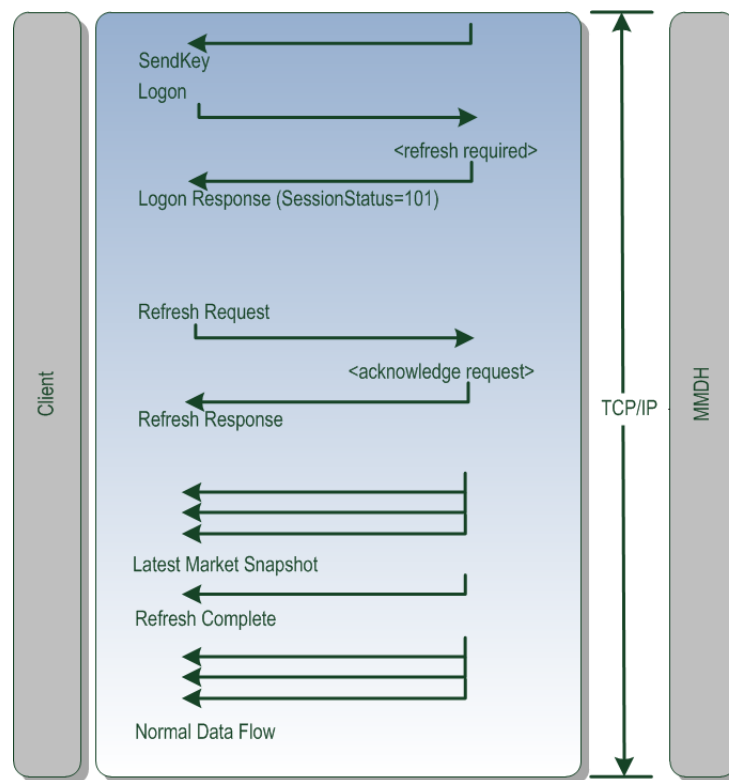 SendKey
Logon
<refresh required>
Logon Response (SessionStatus=101)
Refresh Request
<acknowledge request>
Refresh Response
Latest Market Snapshot
Refresh Complete
Normal Data Flow
Client
TCP/IP
MMDH